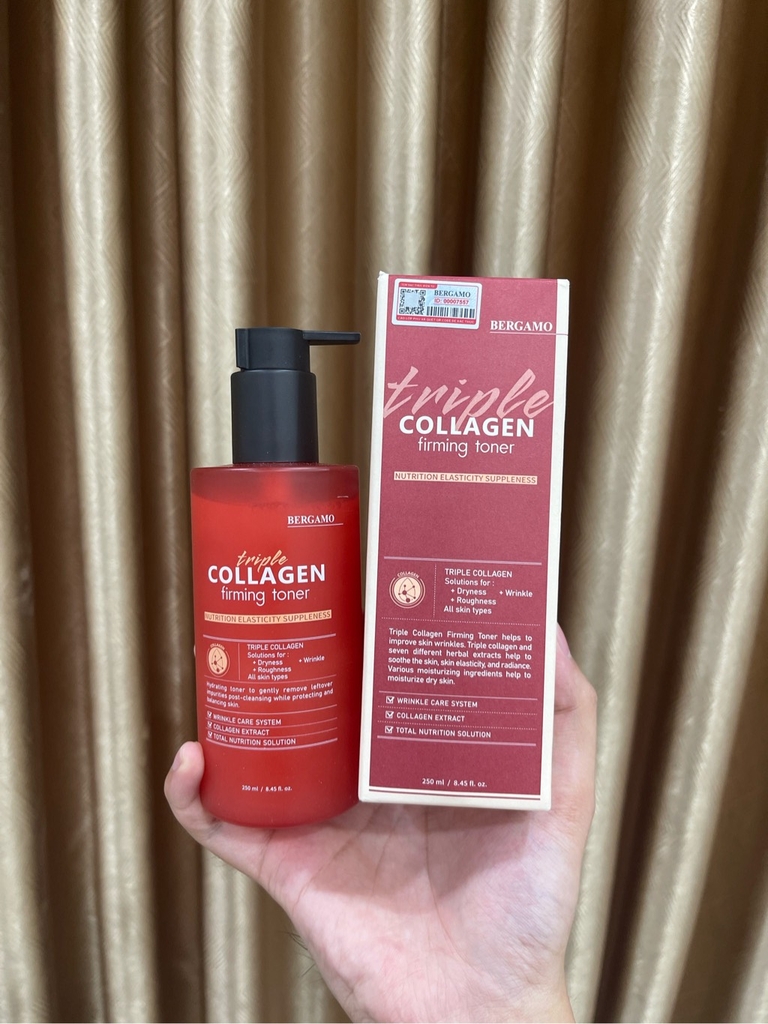 BERGAMO
triple
COLLAGEN
firming toner
NUTRITION ELASTICITY SUPPLENESS
COLLAGEN
TRIPLE COLLAGEN
Solutions for :
+ Dryness + Wrinkle
+ Roughness
All skin types
Hydrating toner to gently remove leftover
impurities post-cleansing while protecting and
balancing skin.
WRINKLE CARE SYSTEM
COLLAGEN EXTRACT
TOTAL NUTRITION SOLUTION
250 ml / 8.45 fl. oz.
BERGAMO
ID: 00007557
BERGAMO
triple
COLLAGEN
firming toner
NUTRITION ELASTICITY SUPPLENESS
COLLAGEN
TRIPLE COLLAGEN
Solutions for :
+ Dryness + Wrinkle
+ Roughness
All skin types
Triple Collagen Firming Toner helps to
improve skin wrinkles. Triple collagen and
seven different herbal extracts help to
soothe the skin, skin elasticity, and radiance.
Various moisturizing ingredients help to
moisturize dry skin.
WRINKLE CARE SYSTEM
COLLAGEN EXTRACT
TOTAL NUTRITION SOLUTION
250 ml / 8.45 fl. oz.